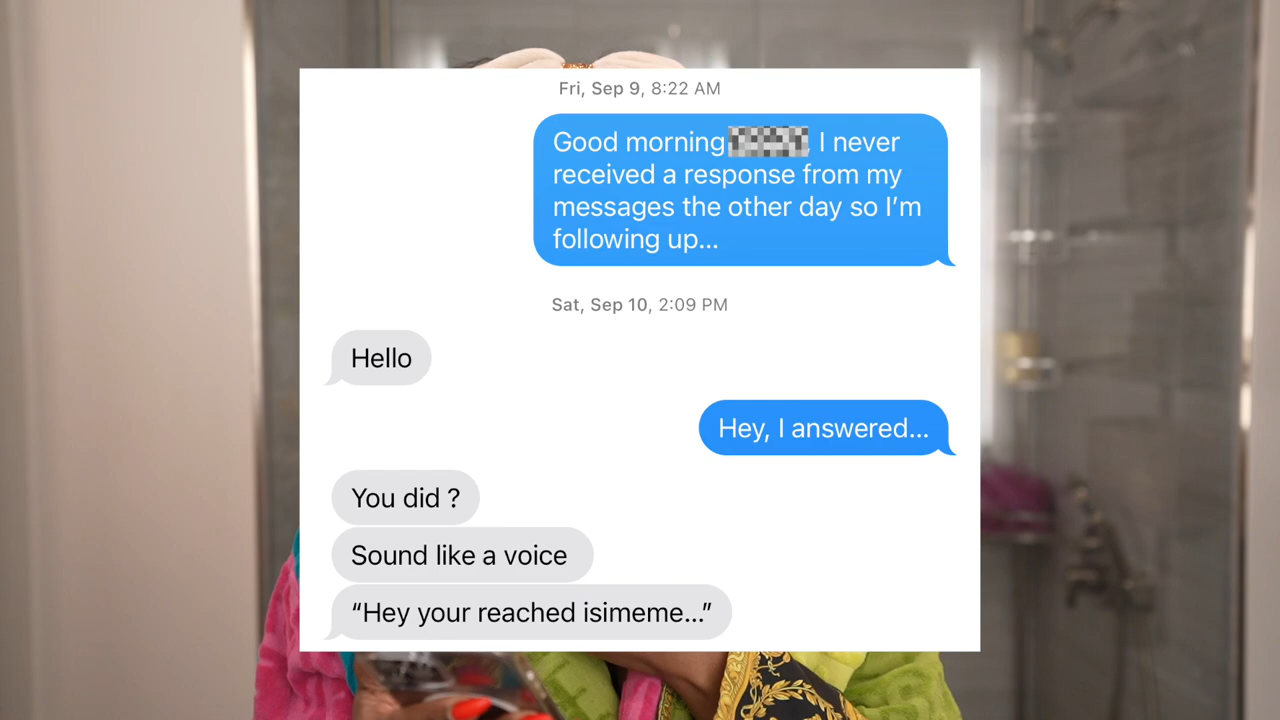 Fri, Sep 9, 8:22 AM
Good morning I never
received a response from my
messages the other day so I’m
following up...
Sat, Sep 10, 2:09 PM
Hello
Hey, I answered...
You did ?
Sound like a voice
“Hey your reached isimeme...”